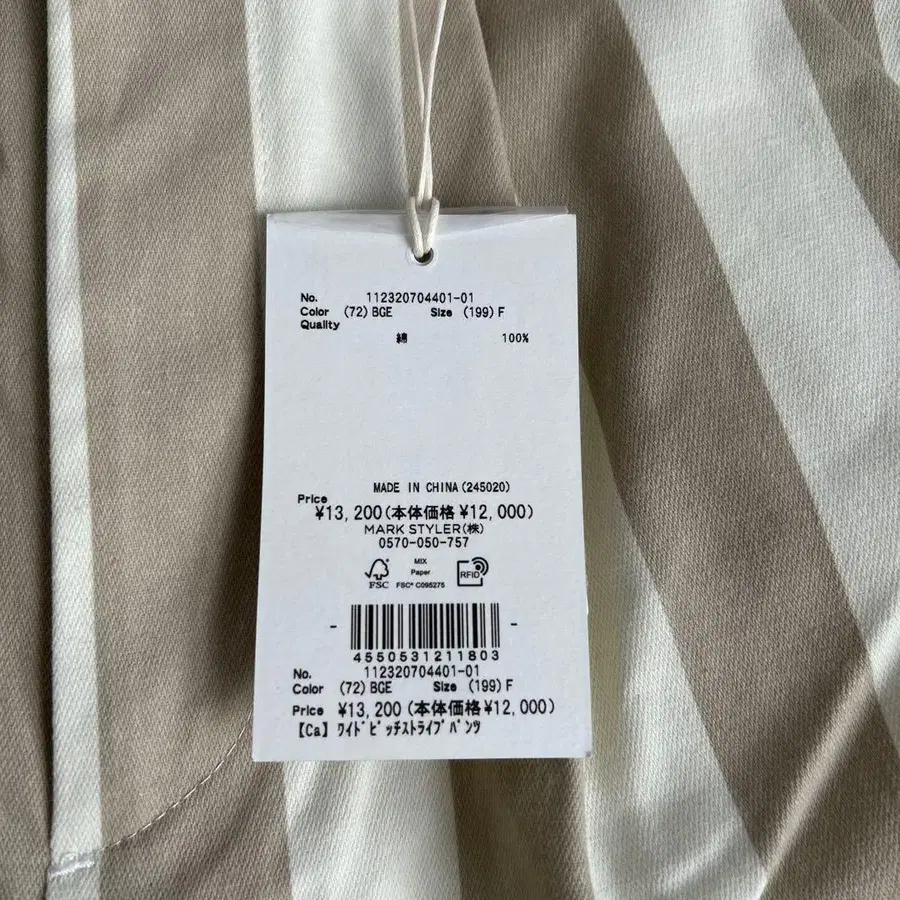 No. 112320704401-01
Color (72) BGE Size (199) F
Quality
綿 100%
MADE IN CHINA(245020)
Price
¥13,200(本体価格¥12,000)
MARK STYLER(株)
0570-050-757
FSC
MIX
Paper
FSC® C095275
RFID
4550531211803
No. 112320704401-01
Color (72) BGE Size (199) F
Price ¥13,200(本体価格¥12,000)
【Ca】ﾜｲﾄﾞﾋﾟｯﾁｽﾄﾗｲﾌﾟﾊﾟﾝﾂ